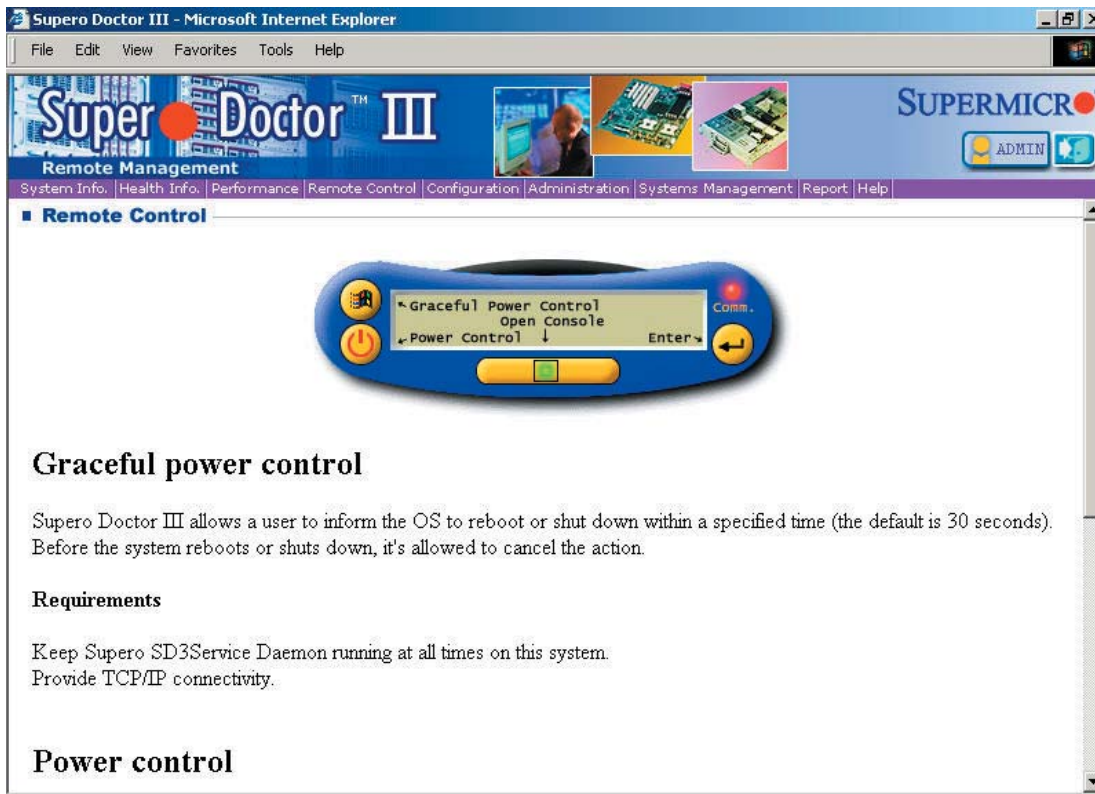 Supero Doctor III - Microsoft Internet Explorer
File Edit View Favorites Tools Help
Super Doctor™ III
SUPERMICR
Remote Management
ADMIN
System Info. Health Info. Performance Remote Control Configuration Administration Systems Management Report Help
Remote Control
Graceful Power Control
Open Console
Power Control Enter
Comm.
Graceful power control
Supero Doctor III allows a user to inform the OS to reboot or shut down within a specified time (the default is 30 seconds).
Before the system reboots or shuts down, it's allowed to cancel the action.
Requirements
Keep Supero SD3Service Daemon running at all times on this system.
Provide TCP/IP connectivity.
Power control